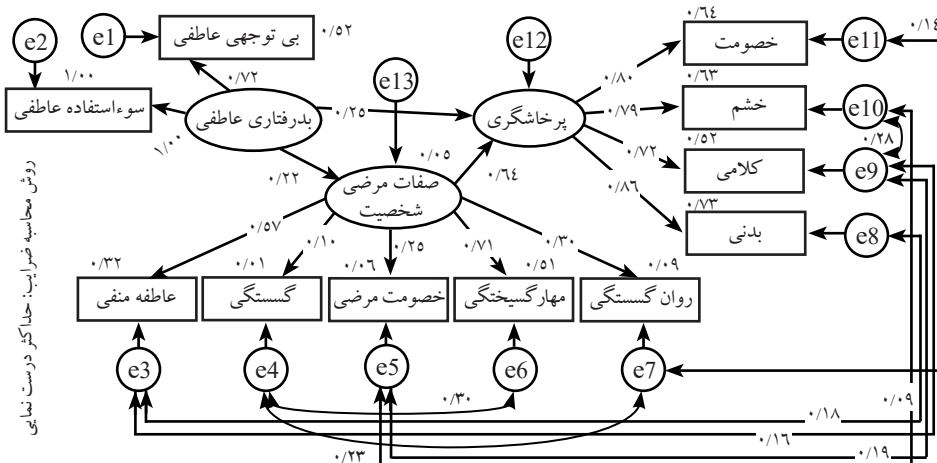 ۰/۶۴
۰/۱۴
e2
e1
بی توجهی عاطفی
۰/۵۲
e12
خصومت
e11
۱/۰۰
۰/۷۲
e13
۰/۸۰
۰/۶۳
سوءاستفاده عاطفی
بدرفتاری عاطفی
۰/۲۵
پرخاشگری
۰/۷۹
خشم
e10
۱/۰۰
۰/۵۲
۰/۲۸
۰/۰۵
۰/۷۲
کلامی
e9
۰/۲۲
صفات مرضی
شخصیت
۰/۶۴
۰/۸۶
۰/۷۳
بدنی
e8
۰/۵۷
۰/۱۰
۰/۲۵
۰/۷۱
۰/۳۰
۰/۳۲
۰/۰۱
۰/۰۶
۰/۵۱
۰/۰۹
عاطفه منفی
گسستگی
خصومت مرضی
مهارگسیختگی
روان گسستگی
e3
e4
e5
e6
e7
۰/۳۰
۰/۰۹
۰/۱۸
۰/۱۶
۰/۱۹
۰/۲۳
روش محاسبه ضرایب: حداکثر درست نمایی